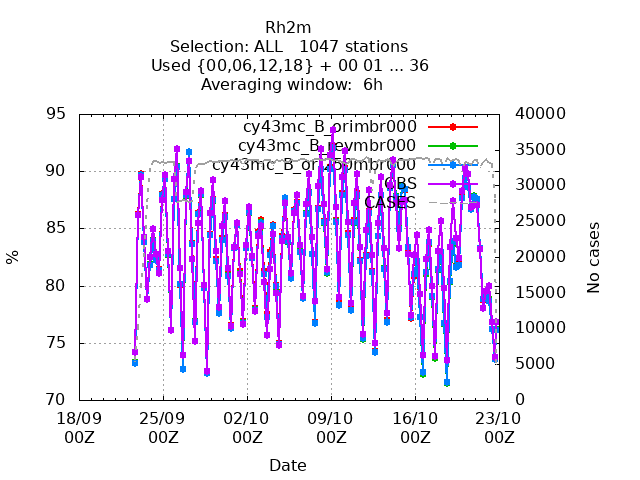 Rh2m
Selection: ALL   1047 stations
Used {00,06,12,18} + 00 01 ... 36
Averaging window:  6h
95
90
85
80
75
70
%
40000
35000
30000
25000
20000
15000
10000
5000
0
No cases
cy43mc_B_orimbr000
OBS
CASES
18/09 25/09 02/10 09/10 16/10 23/10
00Z 00Z 00Z 00Z 00Z 00Z
Date